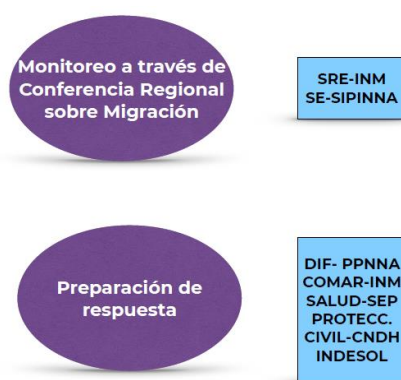 Monitoreo a través de
Conferencia Regional
sobre Migración
SRE-INM
SE-SIPINNA
Preparación de
respuesta
DIF- PPNNA
COMAR-INM
SALUD-SEP
PROTECC.
CIVIL-CNDH
INDESOL